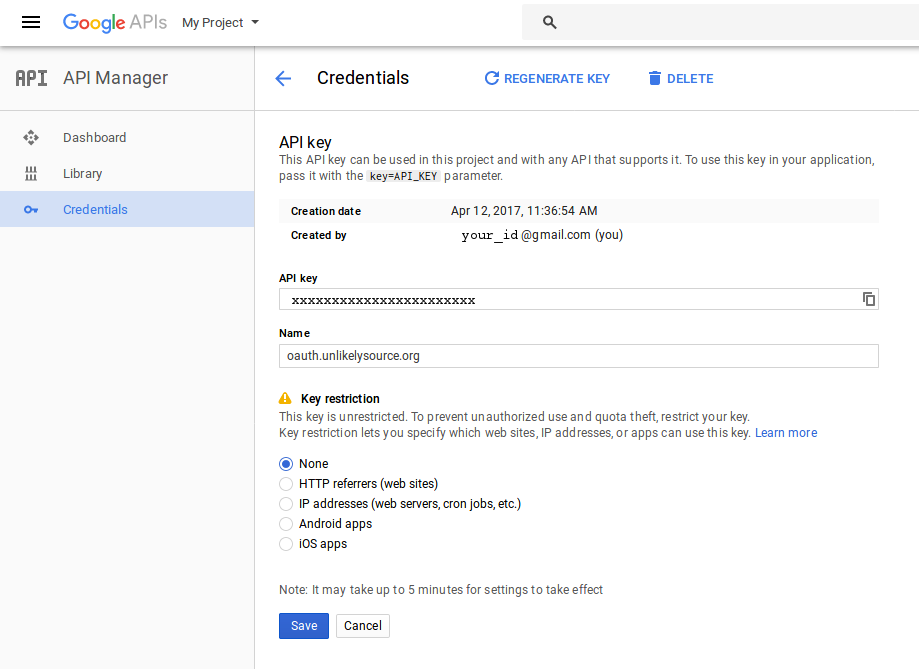 Google APIs My Project
API API Manager
Credentials
REGENERATE KEY
DELETE
Dashboard
Library
Credentials
API key
This API key can be used in this project and with any API that supports it. To use this key in your application,
pass it with the key=API_KEY parameter.
Creation date Apr 12, 2017, 11:36:54 AM
Created by your_id @gmail.com (you)
API key
xxxxxxxxxxxxxxxxxxxxxxx
Name
oauth.unlikelysource.org
Key restriction
This key is unrestricted. To prevent unauthorized use and quota theft, restrict your key.
Key restriction lets you specify which web sites, IP addresses, or apps can use this key. Learn more
None
HTTP referrers (web sites)
IP addresses (web servers, cron jobs, etc.)
Android apps
iOS apps
Note: It may take up to 5 minutes for settings to take effect
Save Cancel